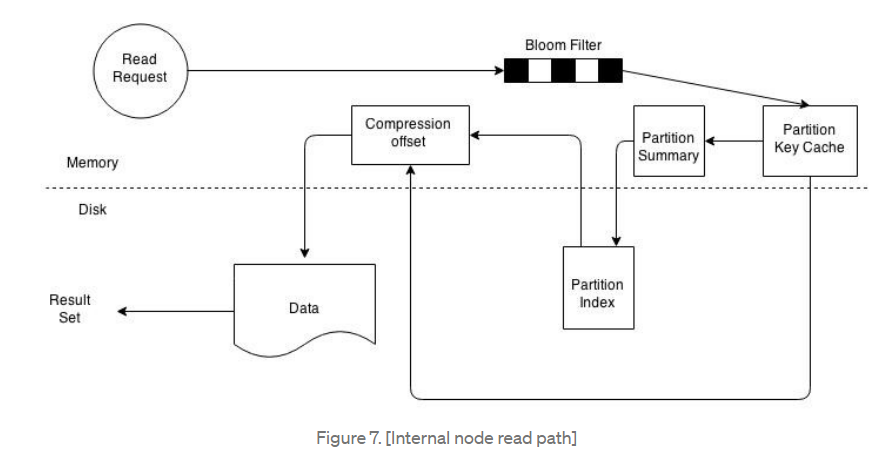 Read
Request
Bloom Filter
Compression
offset
Partition
Summary
Partition
Key Cache
Memory
Disk
Partition
Index
Data
Result
Set
Figure 7. [Internal node read path]